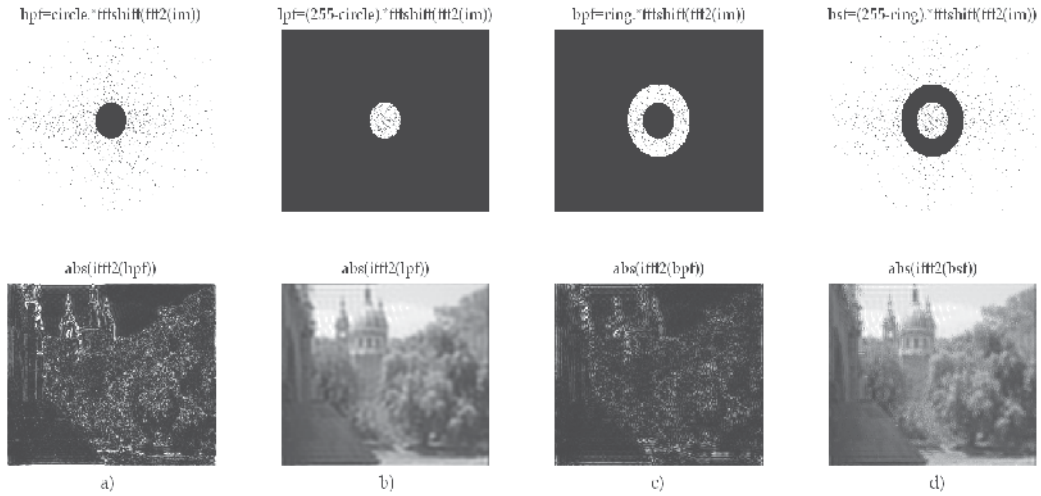 hpf=circle.*fftshift(fft2(im))
lpf=(255-circle).*fftshift(fft2(im))
bpf=ring.*fftshift(fft2(im))
bsf=(255-ring).*fftshift(fft2(im))
abs(ifft2(hpf))
abs(ifft2(lpf))
abs(ifft2(bpf))
abs(ifft2(bsf))
a)
b)
c)
d)